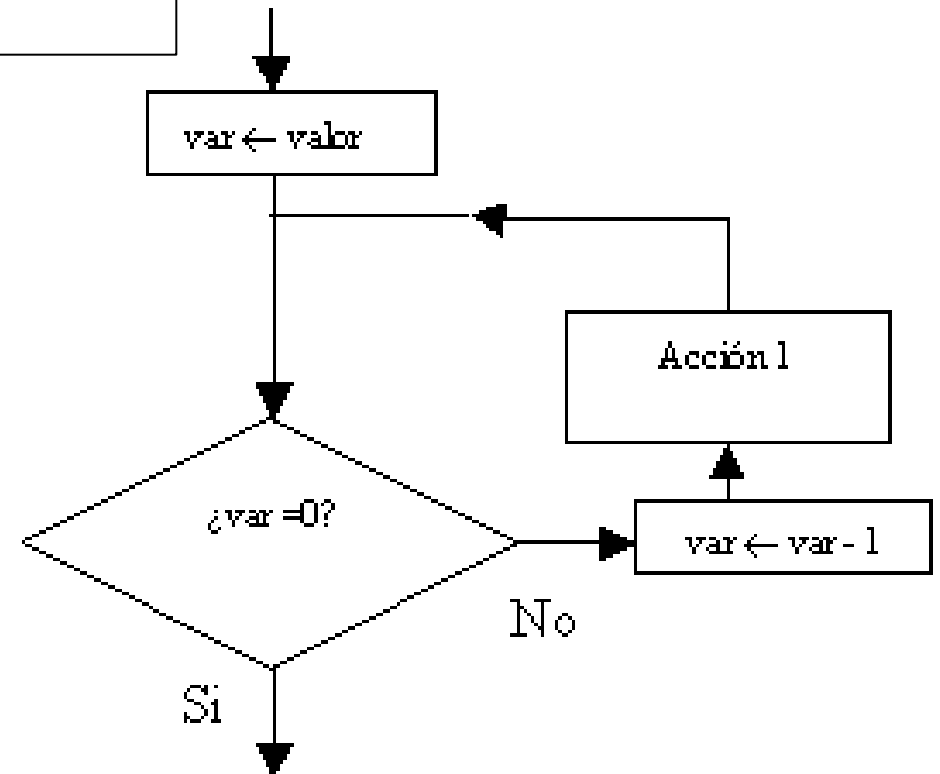 var ← valor
Acción 1
¿var =0?
var ← var - 1
No
Si